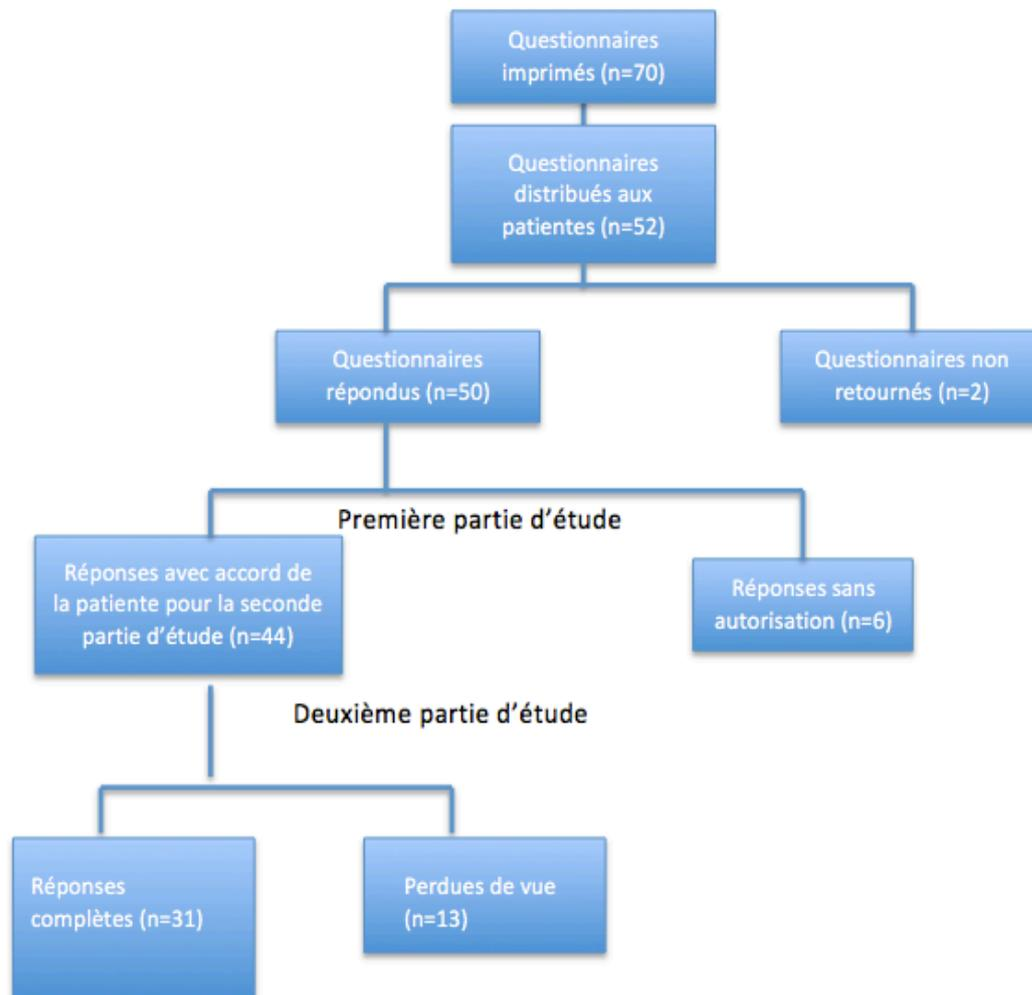 Questionnaires
imprimés (n=70)
Questionnaires
distribués aux
patientes (n=52)
Questionnaires
répondus (n=50)
Questionnaires non
retournés (n=2)
Première partie d’étude
Réponses avec accord de
la patiente pour la seconde
partie d’étude (n=44)
Réponses sans
autorisation (n=6)
Deuxième partie d’étude
Réponses
complètes (n=31)
Perdues de vue
(n=13)